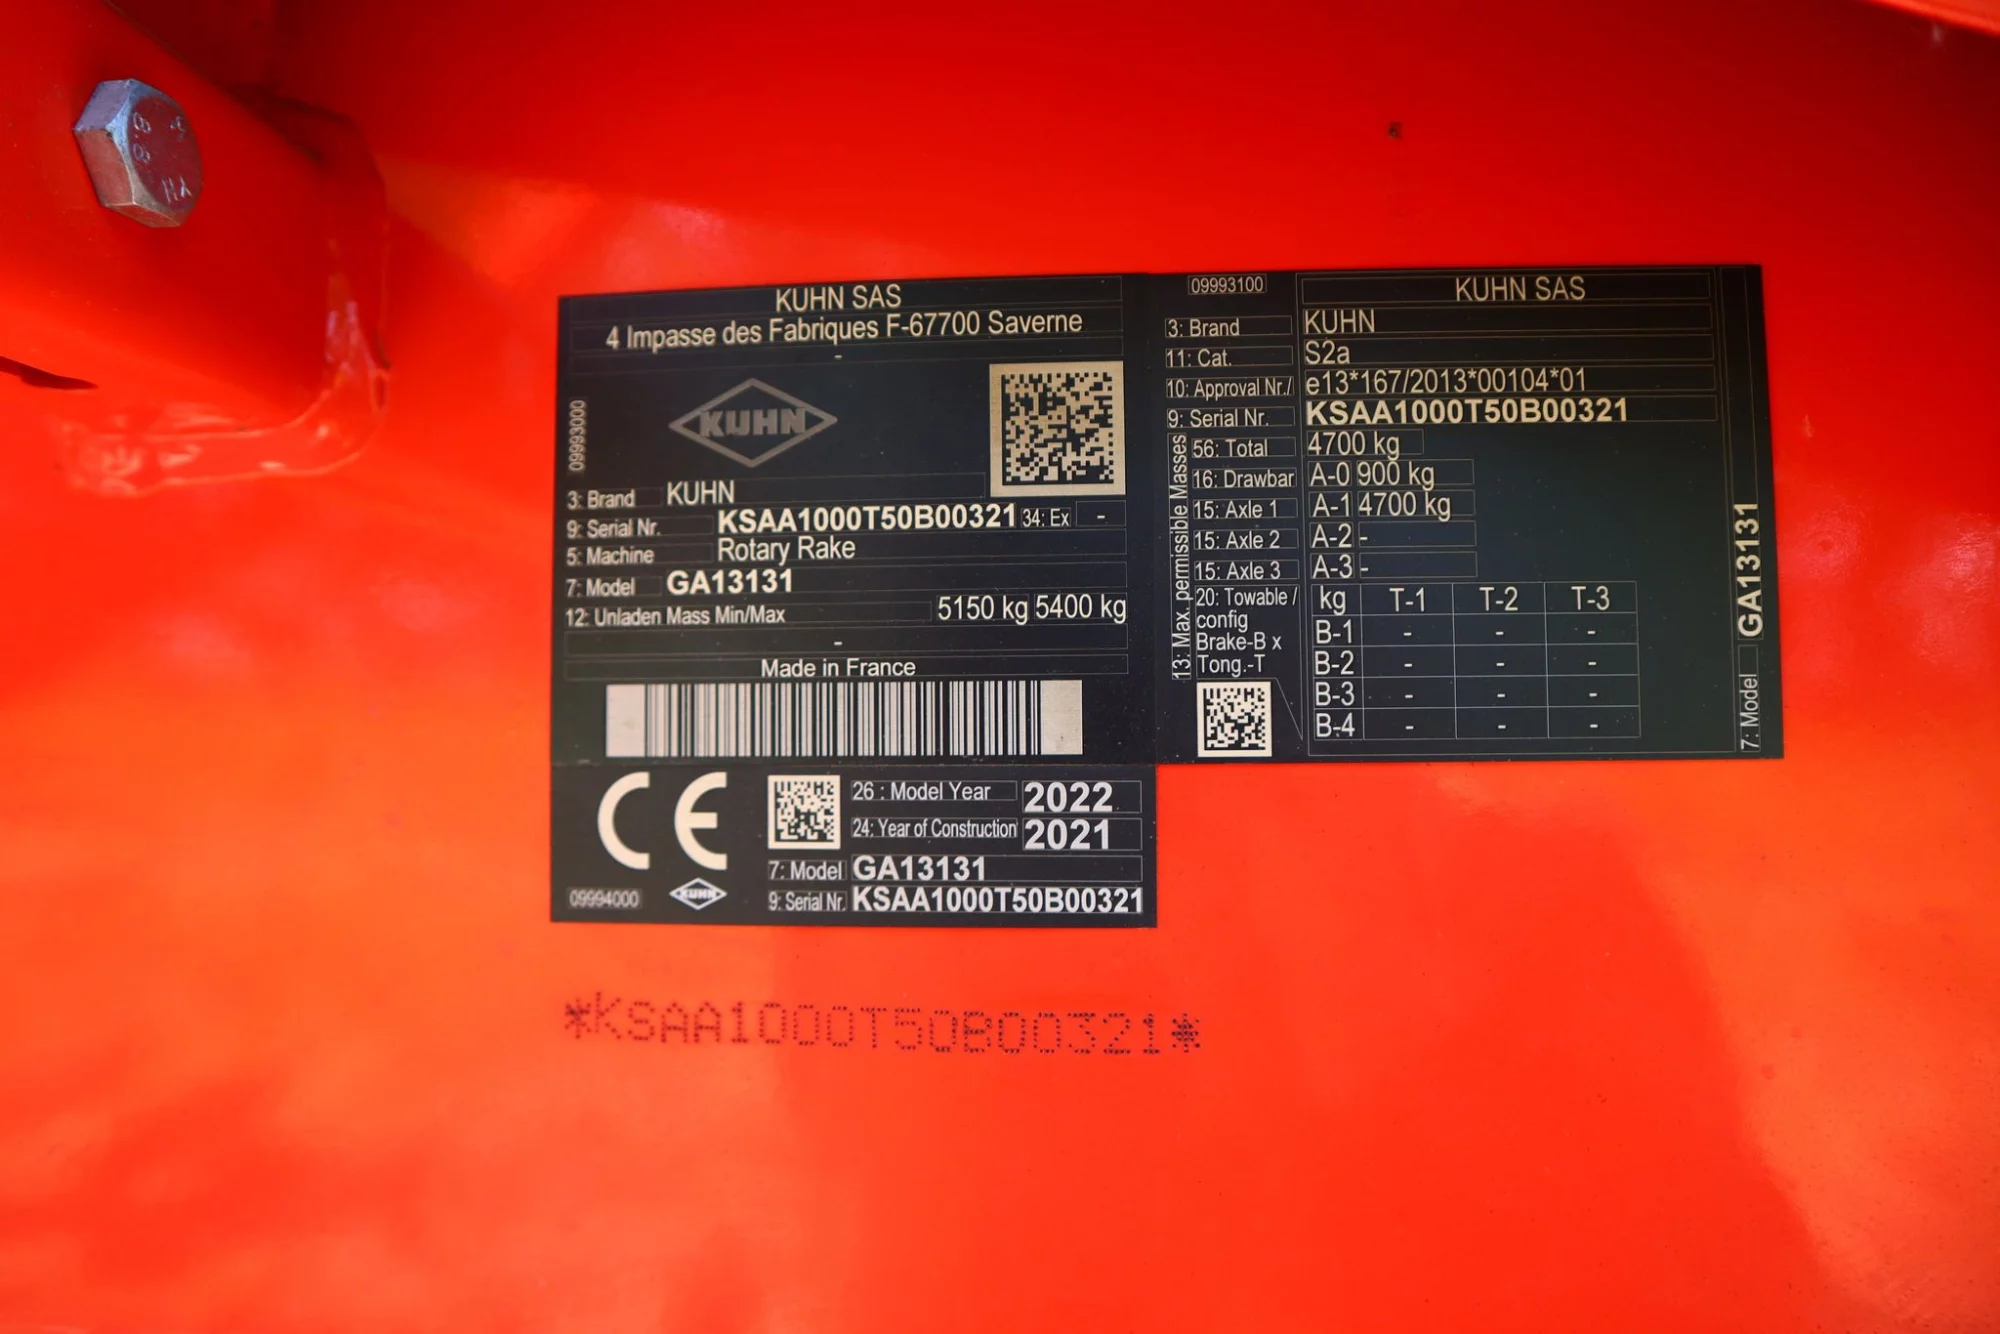 8.8
YH
KUHN SAS
4 Impasse des Fabriques F-67700 Saverne
-
09993000
KUHN
3: Brand KUHN
9: Serial Nr. KSAA1000T50B00321 34: Ex -
5: Machine Rotary Rake
7: Model GA13131
12: Unladen Mass Min/Max 5150 kg 5400 kg
-
Made in France
09993100 KUHN SAS
3: Brand KUHN
11: Cat. S2a
10: Approval Nr./ e13*167/2013*00104*01
9: Serial Nr. KSAA1000T50B00321
13: Max. permissible Masses
56: Total 4700 kg
16: Drawbar A-0 900 kg
15: Axle 1 A-1 4700 kg
15: Axle 2 A-2 -
15: Axle 3 A-3 -
20: Towable /
config
Brake-B x
Tong.-T
kg T-1 T-2 T-3
B-1 - - -
B-2 - - -
B-3 - - -
B-4 - - -
7: Model GA13131
CE
09994000
KUHN
26 : Model Year 2022
24: Year of Construction 2021
7: Model GA13131
9: Serial Nr. KSAA1000T50B00321
*KSAA1000T50B00321*